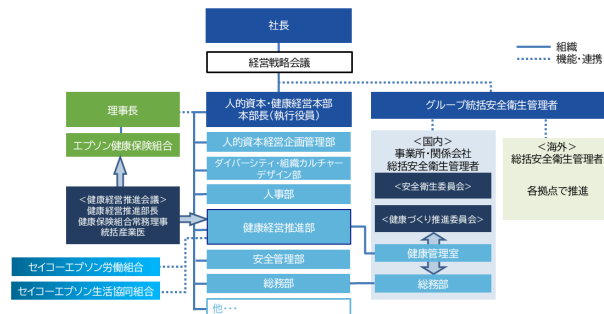 社長
経営戦略会議
組織
機能・連携
理事長
エプソン健康保険組合
<健康経営推進会議>
健康経営推進部長
健康保険組合常務理事
統括産業医
セイコーエプソン労働組合
セイコーエプソン生活協同組合
人的資本・健康経営本部
本部長(執行役員)
人的資本経営企画管理部
ダイバーシティ・組織カルチャー
デザイン部
人事部
健康経営推進部
安全管理部
総務部
他・・・
グループ統括安全衛生管理者
<国内>
事業所・関係会社
総括安全衛生管理者
<安全衛生委員会>
<健康づくり推進委員会>
健康管理室
総務部
<海外>
総括安全衛生管理者
各拠点で推進